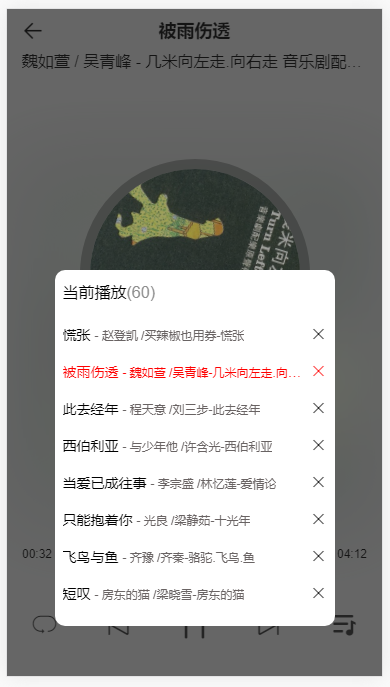 被雨伤透
魏如萱 / 吴青峰 - 几米向左走.向右走 音乐剧配…
Turn Left
当前播放(60)
慌张 - 赵登凯 /买辣椒也用券-慌张
被雨伤透 - 魏如萱 /吴青峰-几米向左走.向…
此去经年 - 程天意 /刘三步-此去经年
西伯利亚 - 与少年他 /许含光-西伯利亚
当爱已成往事 - 李宗盛 /林忆莲-爱情论
只能抱着你 - 光良 /梁静茹-十光年
飞鸟与鱼 - 齐豫 /齐秦-骆驼.飞鸟.鱼
短叹 - 房东的猫 /梁晓雪-房东的猫
00:32
04:12